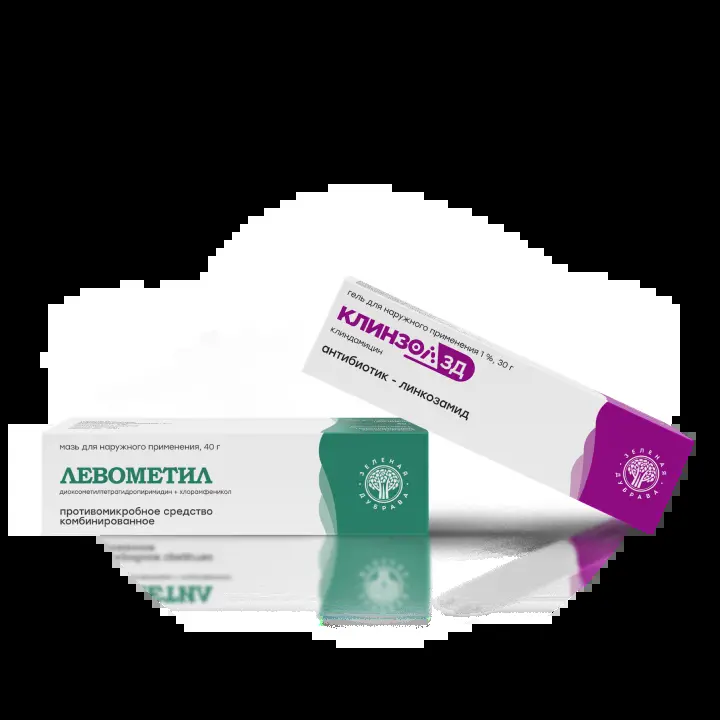 гель для наружного применения 1 %, 30 г
КЛИНЗОЛ ЗД
клиндамицин
антибиотик - линкозамид
ЗЕЛЕНАЯ
ДУБРАВА
мазь для наружного применения, 40 г
ЛЕВОМЕТИЛ
диоксометилтетрагидропиримидин + хлорамфеникол
противомикробное средство
комбинированное
ЗЕЛЕНАЯ
ДУБРАВА